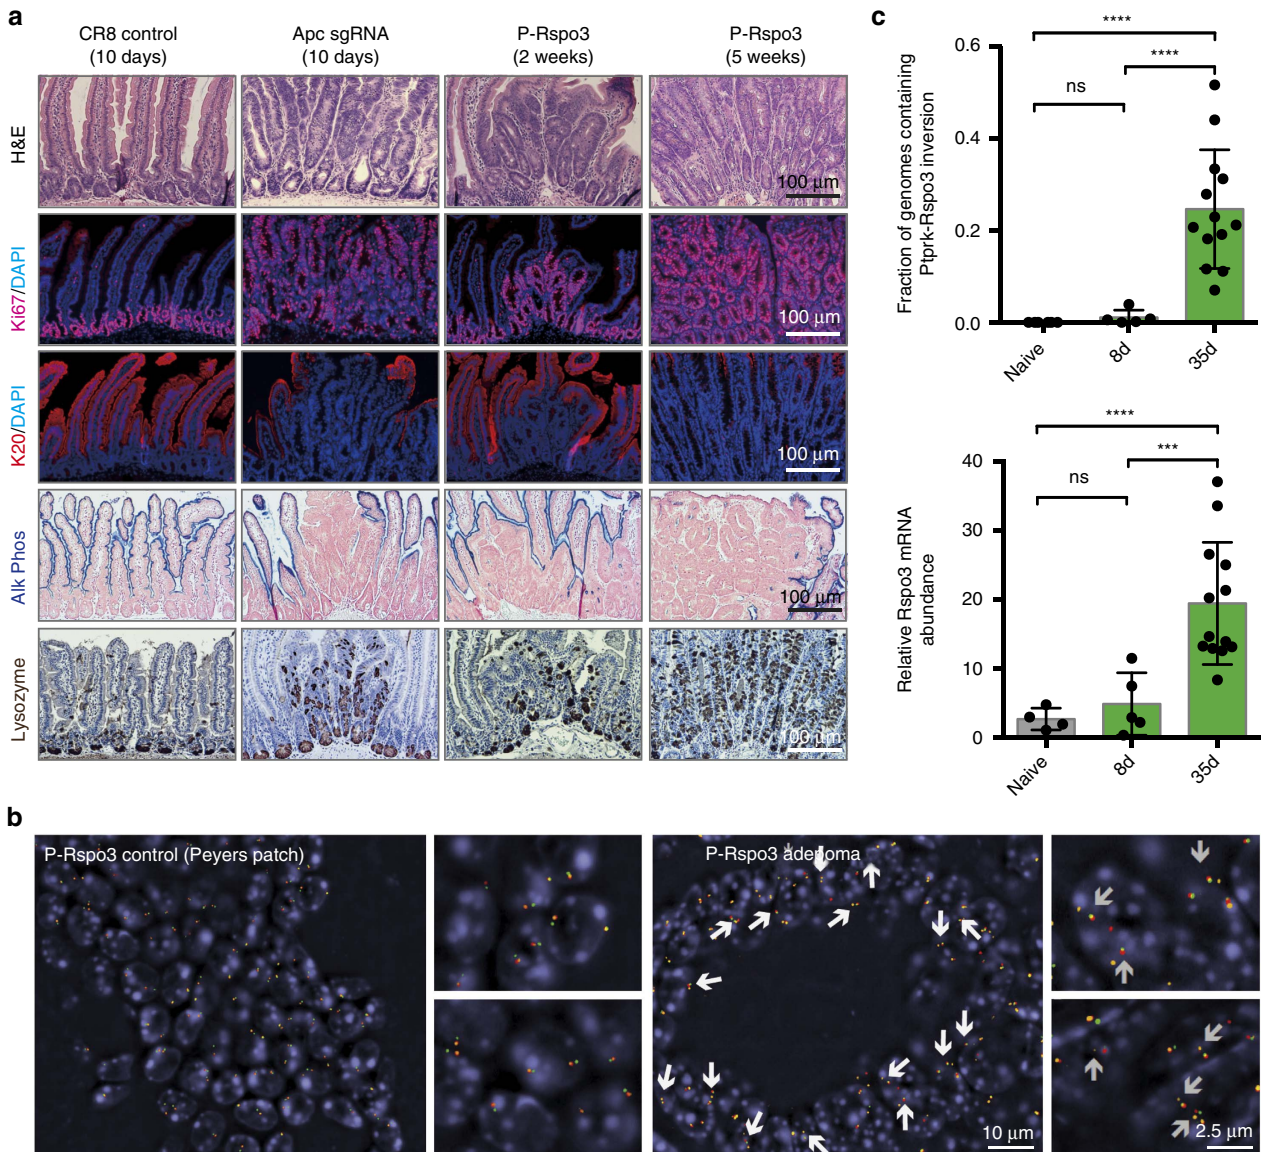 a
CR8 control
(10 days)
Apc sgRNA
(10 days)
P-Rspo3
(2 weeks)
P-Rspo3
(5 weeks)
H&E
100 μm
Ki67/DAPI
100 μm
K20/DAPI
100 μm
Alk Phos
100 μm
Lysozyme
100 μm
c
Fraction of genomes containing
Ptprk-Rspo3 inversion
0.6
0.4
0.2
0.0
****
****
ns
Naive
8d
35d
Relative Rspo3 mRNA
abundance
40
30
20
10
0
****
***
ns
Naive
8d
35d
b
P-Rspo3 control (Peyers patch)
P-Rspo3 adenoma
10 μm
2.5 μm